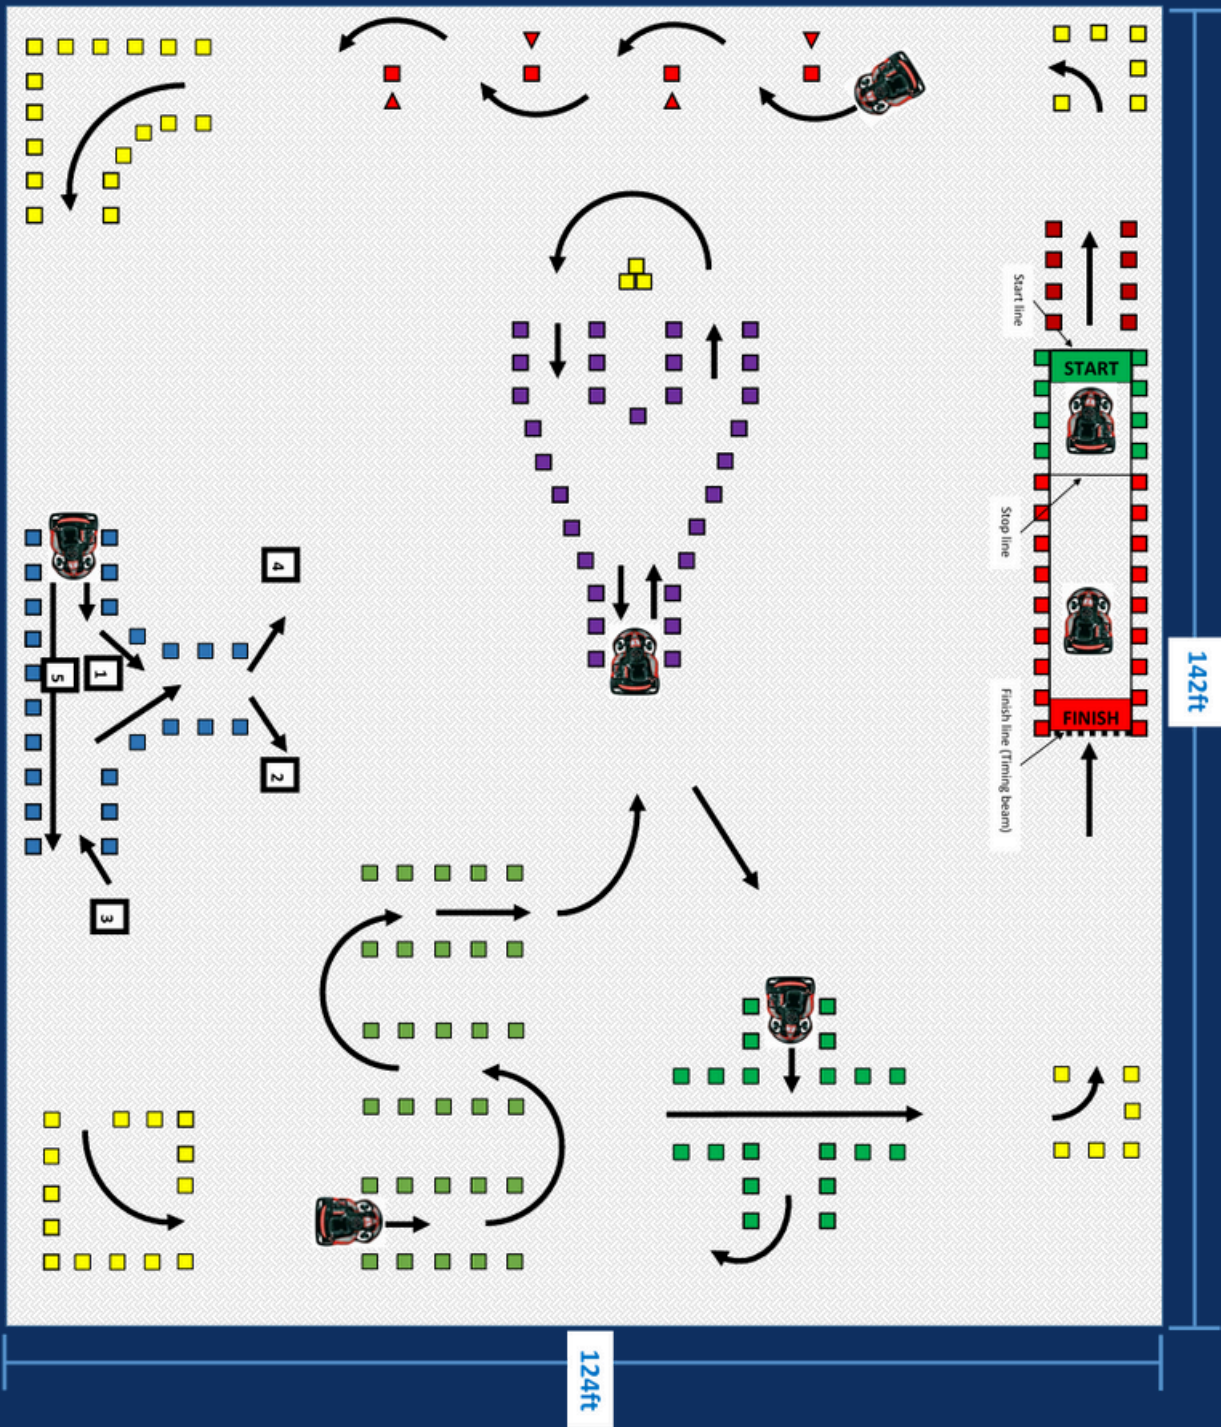 Start line
START
Stop line
142ft
FINISH
Finish line (Timing beam)
4
5
1
2
3
124ft